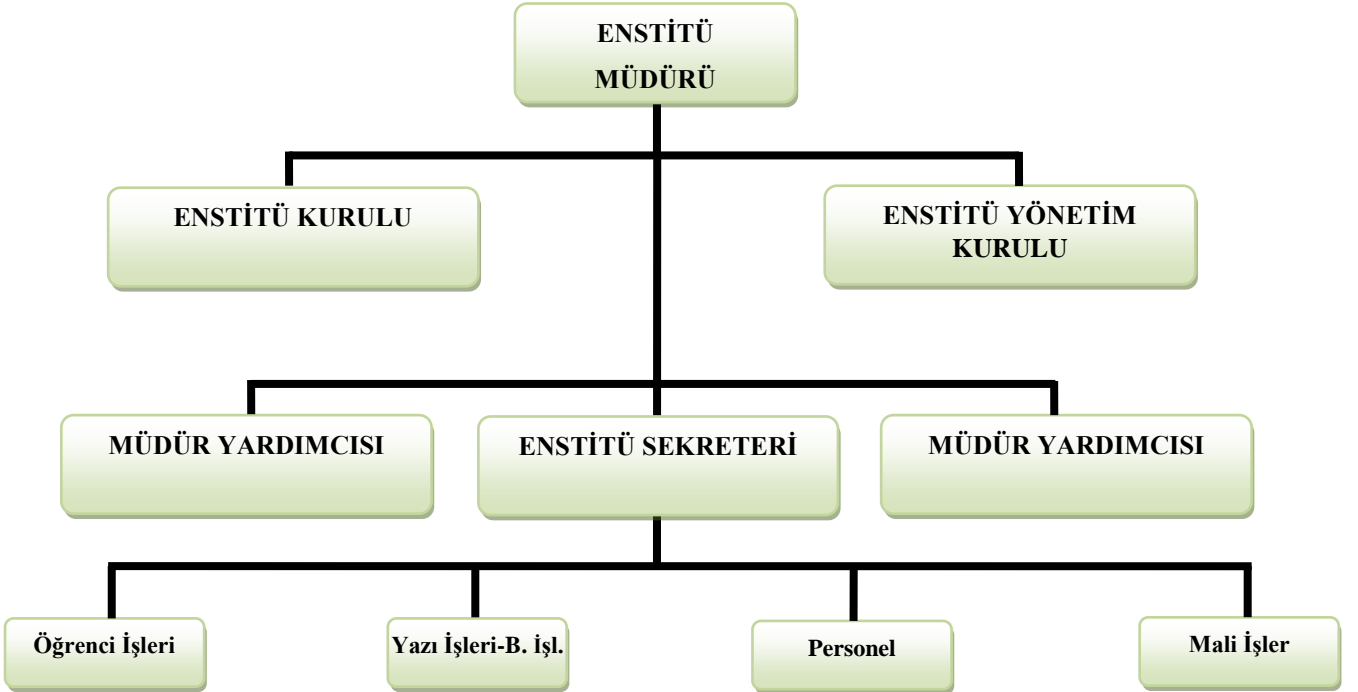 ENSTİTÜ
MÜDÜRÜ
ENSTİTÜ KURULU
ENSTİTÜ YÖNETİM
KURULU
MÜDÜR YARDIMCISI
ENSTİTÜ SEKRETERİ
MÜDÜR YARDIMCISI
Öğrenci İşleri
Yazı İşleri-B. İşl.
Personel
Mali İşler